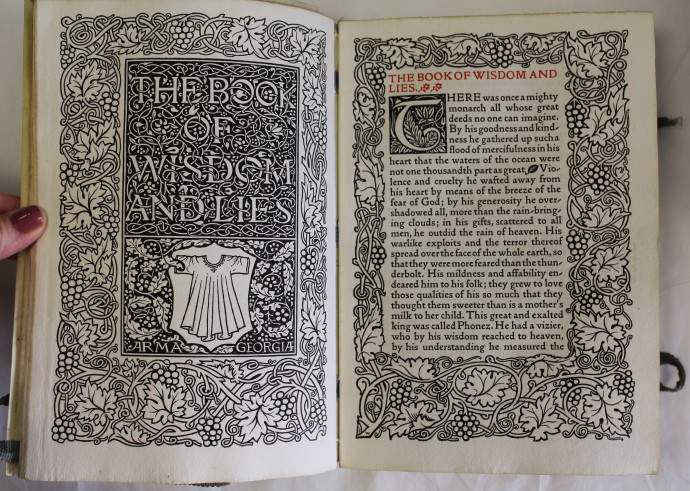 THE BOOK
OF
WISDOM
AND LIES
ARMA GEORGIÆ
THE BOOK OF WISDOM AND
LIES.
THERE was once a mighty
monarch all whose great
deeds no one can imagine.
By his goodness and kind-
ness he gathered up such a
flood of mercifulness in his
heart that the waters of the ocean were
not one thousandth part as great. Vio-
lence and cruelty he wafted away from
his heart by means of the breeze of the
fear of God; by his generosity he over-
shadowed all, more than the rain-bring-
ing clouds; in his gifts, scattered to all
men, he outdid the rain of heaven. His
warlike exploits and the terror thereof
spread over the face of the whole earth, so
that they were more feared than the thun-
derbolt. His mildness and affability en-
deared him to his folk; they grew to love
those qualities of his so much that they
thought them sweeter than is a mother's
milk to her child. This great and exalted
king was called Phonez. He had a vizier,
who by his wisdom reached to heaven,
by his understanding he measured the